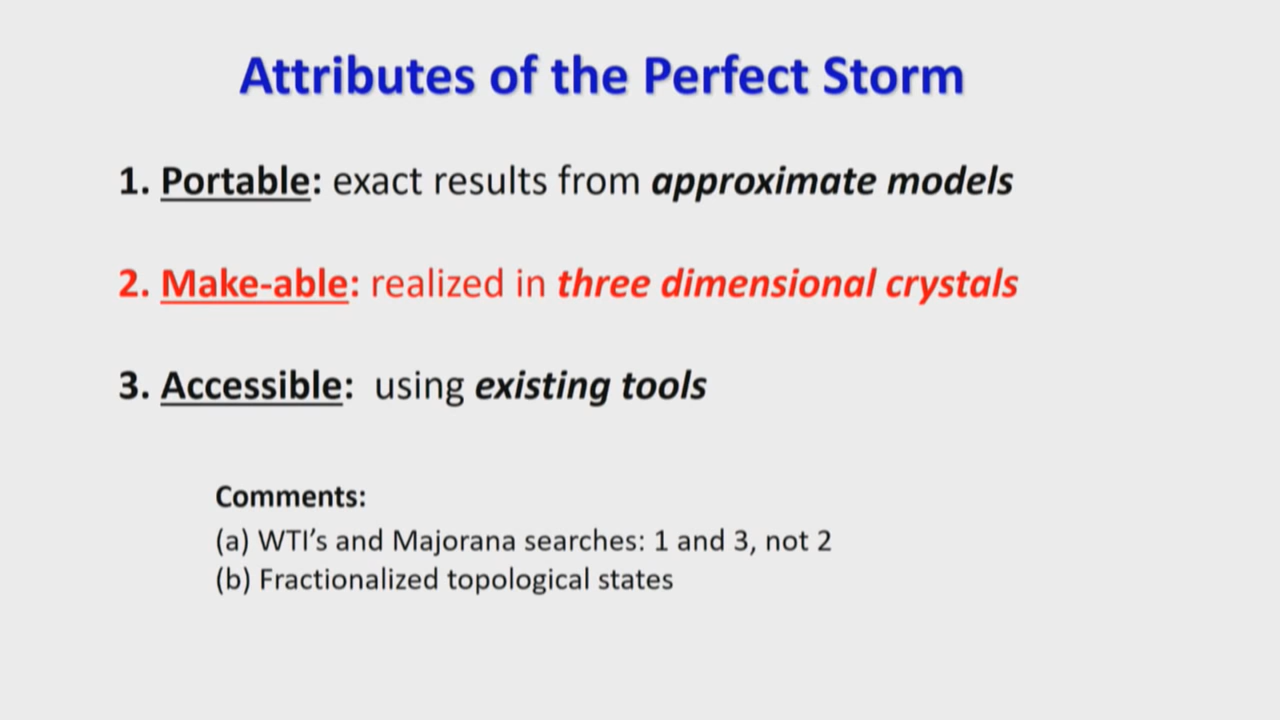 Attributes of the Perfect Storm
1. Portable: exact results from approximate models
2. Make-able: realized in three dimensional crystals
3. Accessible: using existing tools
Comments:
(a) WTI's and Majorana searches: 1 and 3, not 2
(b) Fractionalized topological states